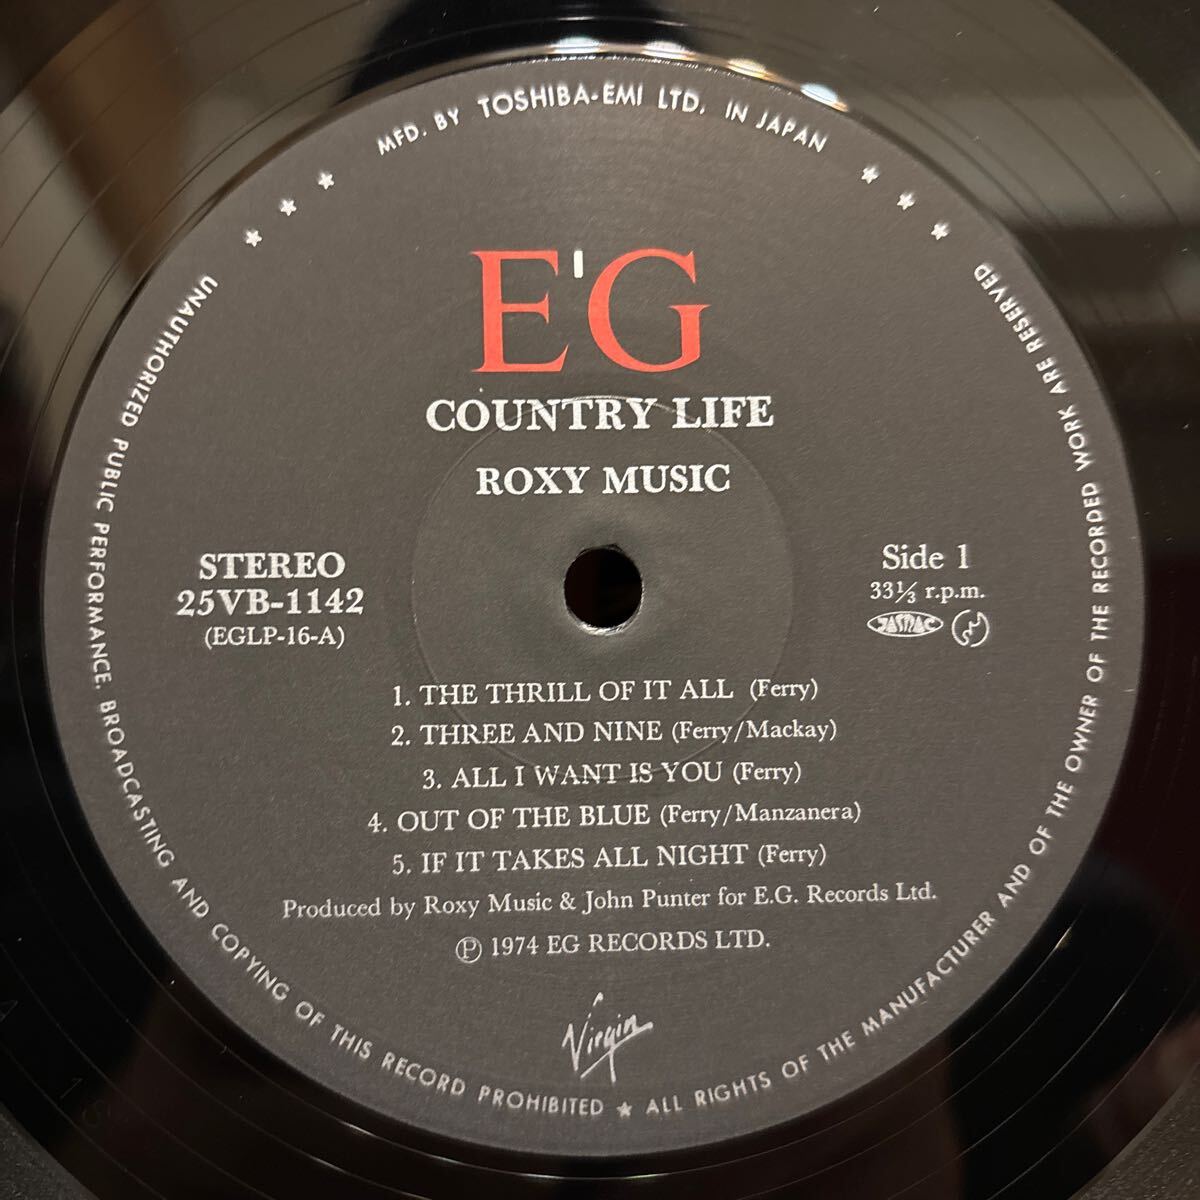 MFD. BY TOSHIBA-EMI LTD. IN JAPAN
E'G
COUNTRY LIFE
ROXY MUSIC
STEREO
25VB-1142
(EGLP-16-A)
Side 1
33⅓ r.p.m.
JASRAC
1. THE THRILL OF IT ALL (Ferry)
2. THREE AND NINE (Ferry/Mackay)
3. ALL I WANT IS YOU (Ferry)
4. OUT OF THE BLUE (Ferry/Manzanera)
5. IF IT TAKES ALL NIGHT (Ferry)
Produced by Roxy Music & John Punter for E.G. Records Ltd.
℗ 1974 EG RECORDS LTD.
Virgin
UNAUTHORIZED PUBLIC PERFORMANCE, BROADCASTING AND COPYING OF THIS RECORD PROHIBITED ★ ALL RIGHTS OF THE MANUFACTURER AND OF THE OWNER OF THE RECORDED WORK ARE RESERVED